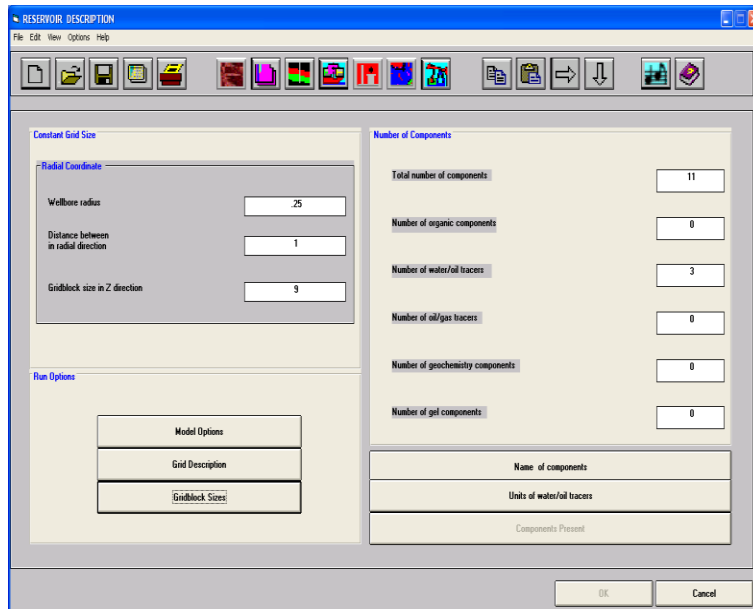 RESERVOIR DESCRIPTION
File Edit View Options Help
Constant Grid Size
Radial Coordinate
Wellbore radius
.25
Distance between
in radial direction
1
Gridblock size in Z direction
9
Run Options
Model Options
Grid Description
Gridblock Sizes
Number of Components
Total number of components
11
Number of organic components
0
Number of water/oil tracers
3
Number of oil/gas tracers
0
Number of geochemistry components
0
Number of gel components
0
Name of components
Units of water/oil tracers
Components Present
OK
Cancel